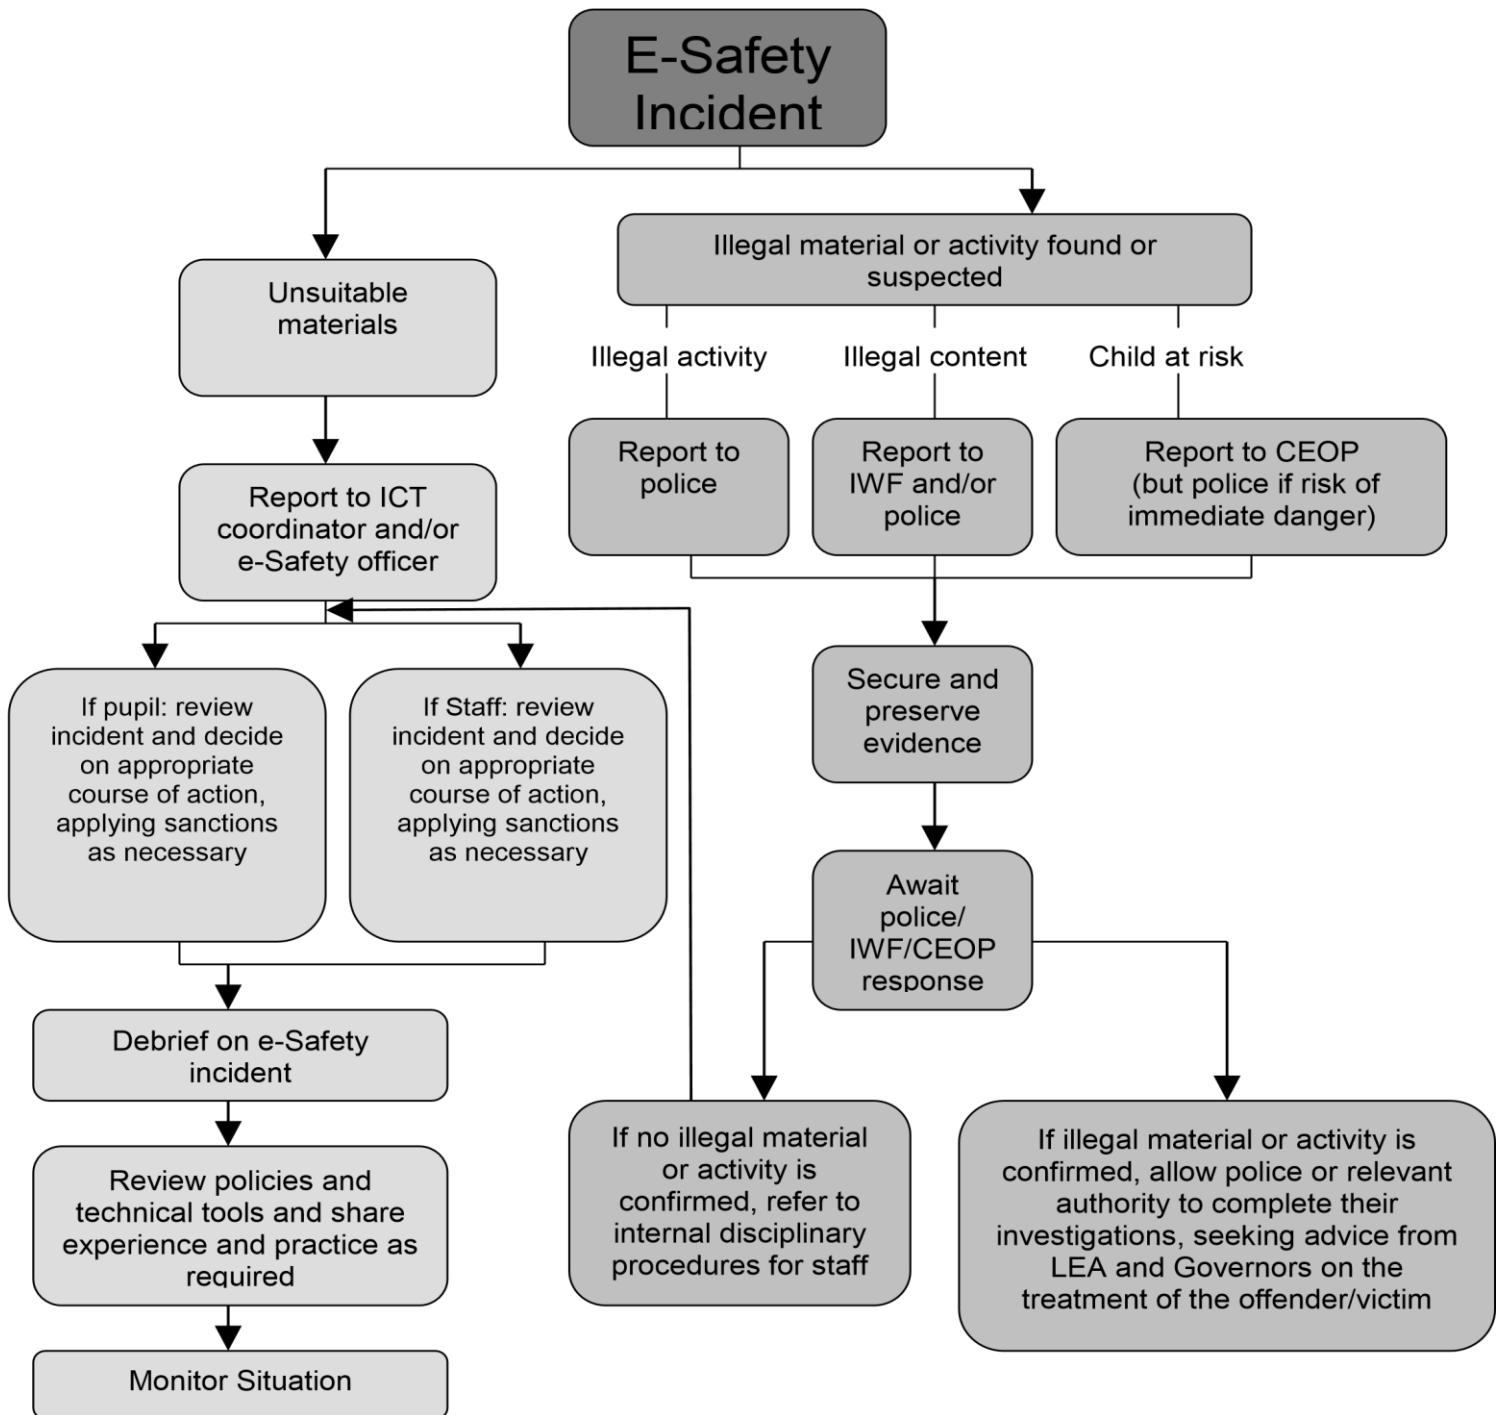 E-Safety
Incident
Unsuitable
materials
Report to ICT
coordinator and/or
e-Safety officer
If pupil: review
incident and decide
on appropriate
course of action,
applying sanctions
as necessary
If Staff: review
incident and decide
on appropriate
course of action,
applying sanctions
as necessary
Debrief on e-Safety
incident
Review policies and
technical tools and share
experience and practice as
required
Monitor Situation
Illegal material or activity found or
suspected
Illegal activity
Illegal content
Child at risk
Report to
police
Report to
IWF and/or
police
Report to CEOP
(but police if risk of
immediate danger)
Secure and
preserve
evidence
Await
police/
IWF/CEOP
response
If no illegal material
or activity is
confirmed, refer to
internal disciplinary
procedures for staff
If illegal material or activity is
confirmed, allow police or relevant
authority to complete their
investigations, seeking advice from
LEA and Governors on the
treatment of the offender/victim